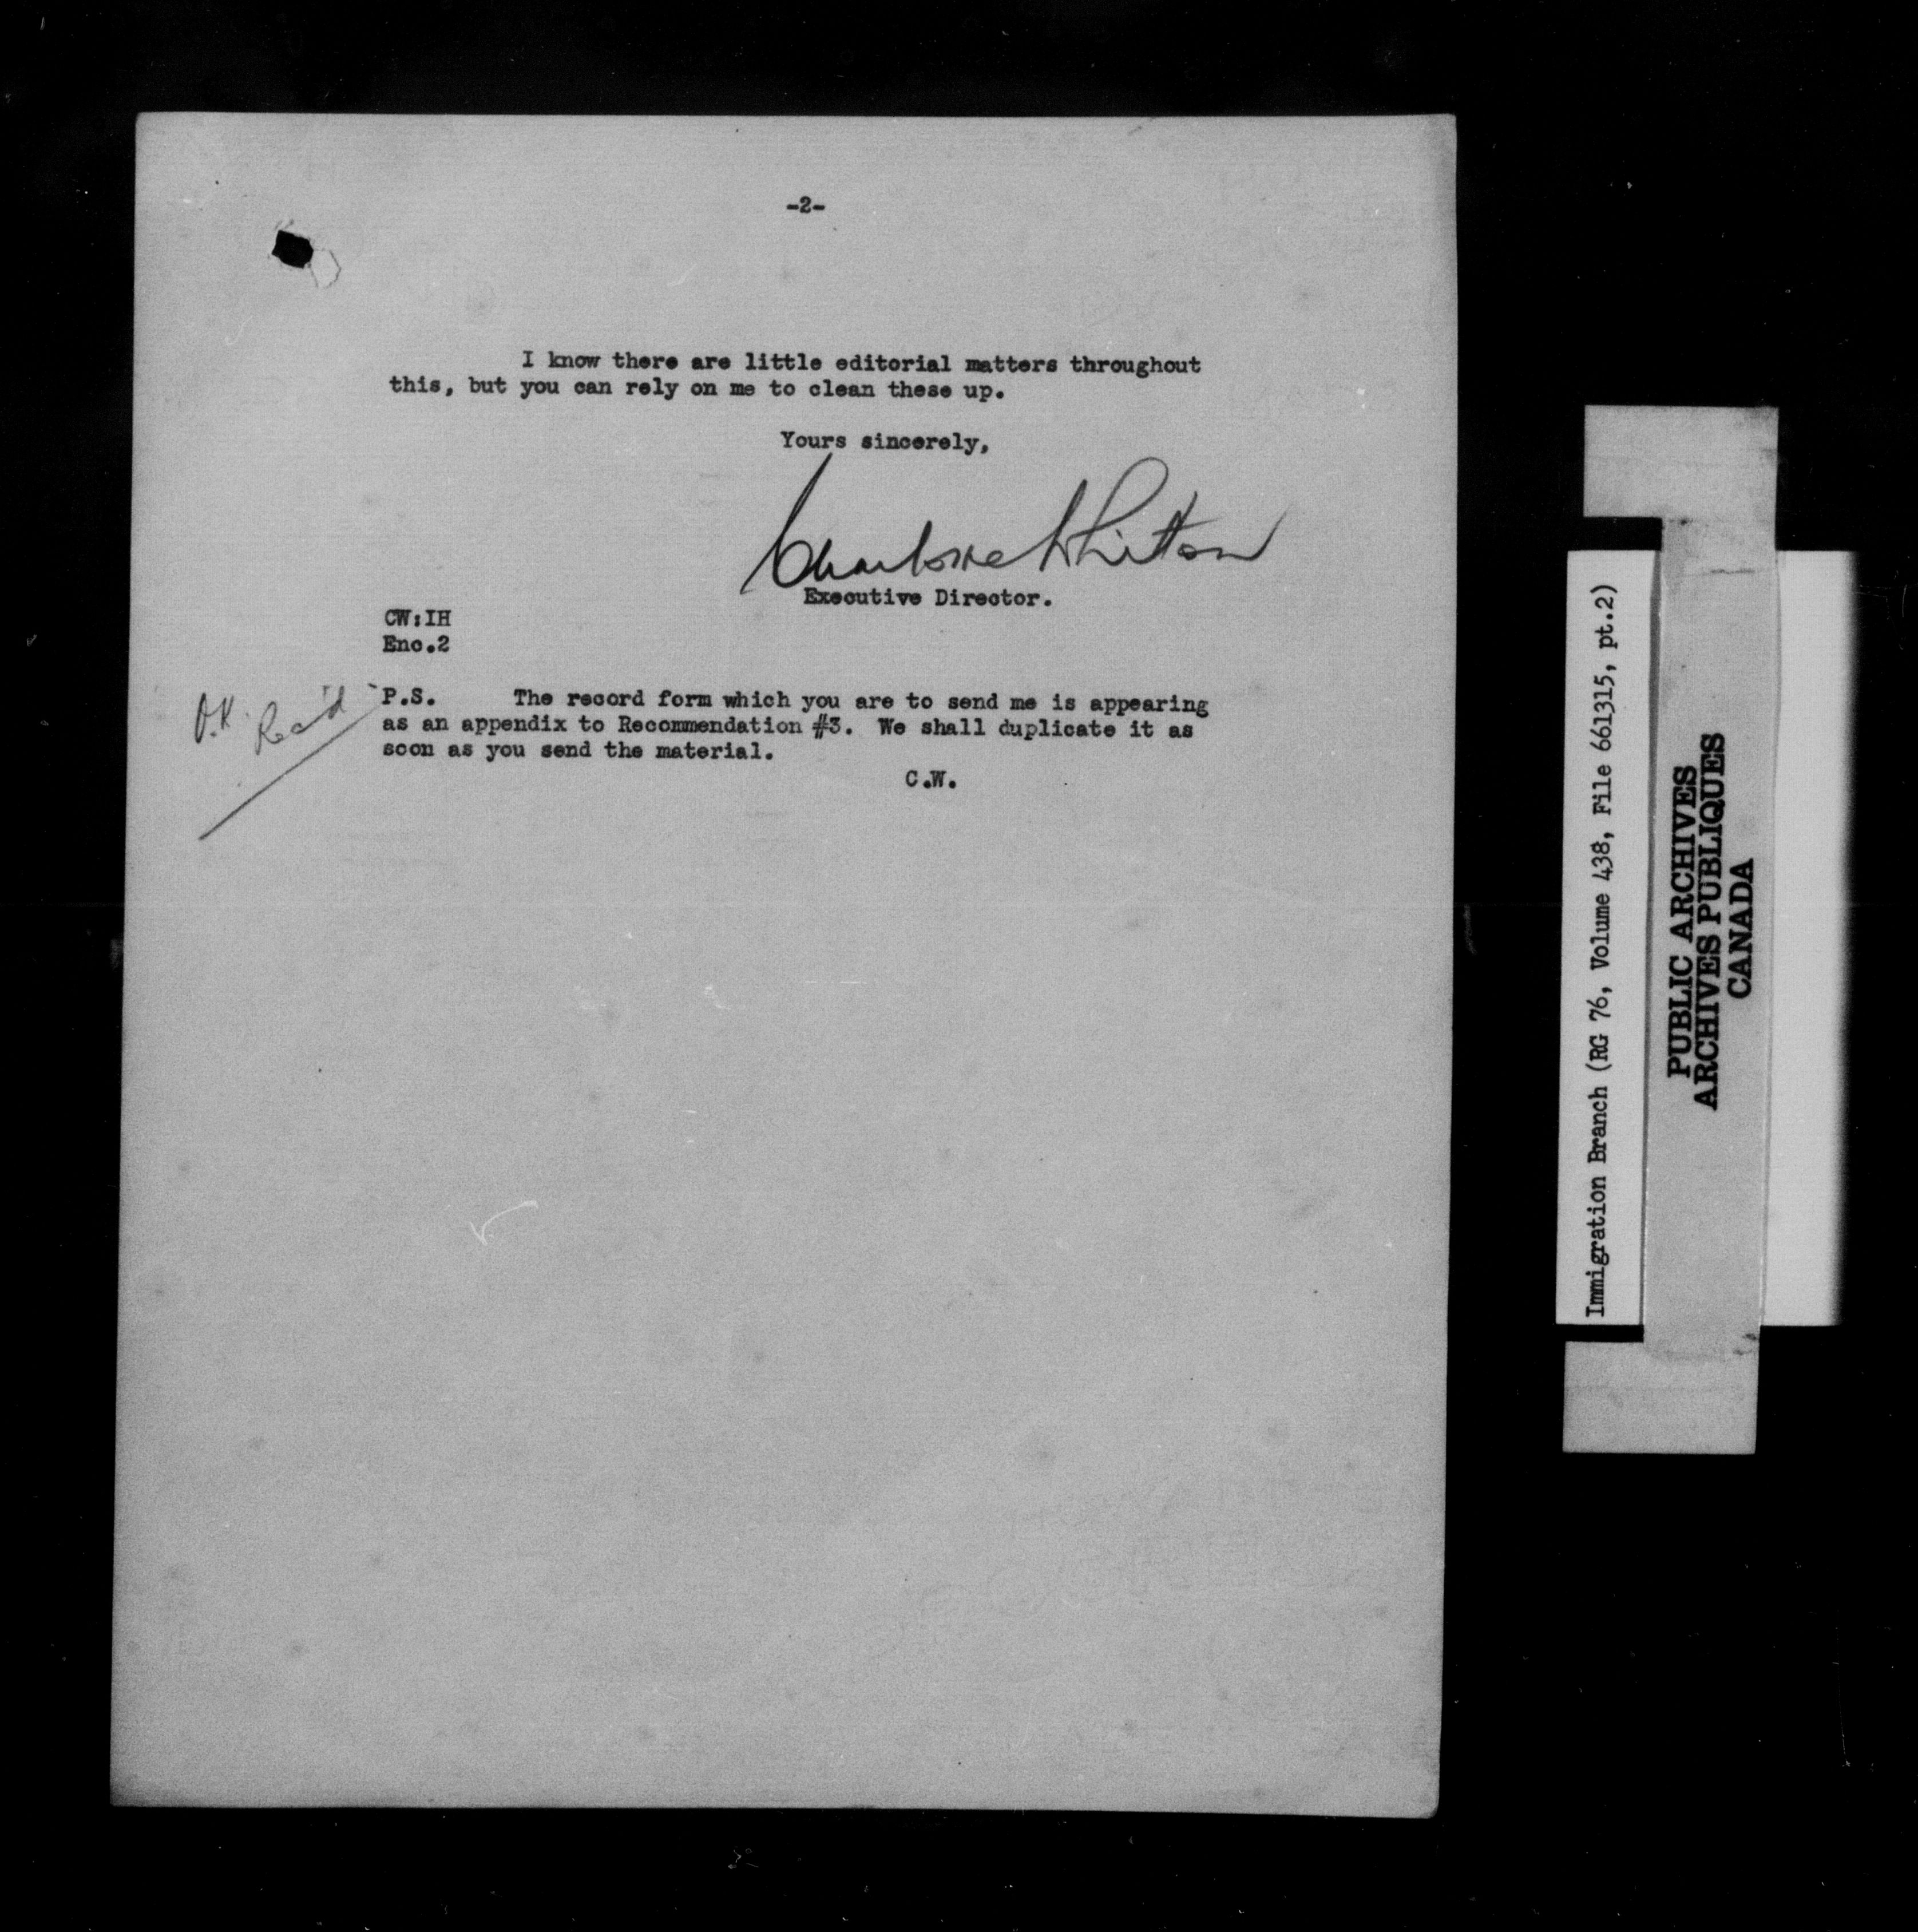 -2-
I know there are little editorial matters throughout
this, but you can rely on me to clean these up.
Yours sincerely,
Charlotte Whitton
Executive Director.
CW:IH
Enc.2
O.K. Rec'd
P.S. The record form which you are to send me is appearing
as an appendix to Recommendation #3. We shall duplicate it as
soon as you send the material.
C.W.
Immigration Branch (RG 76, Volume 438, File 661315, pt.2)
PUBLIC ARCHIVES
ARCHIVES PUBLIQUES
CANADA